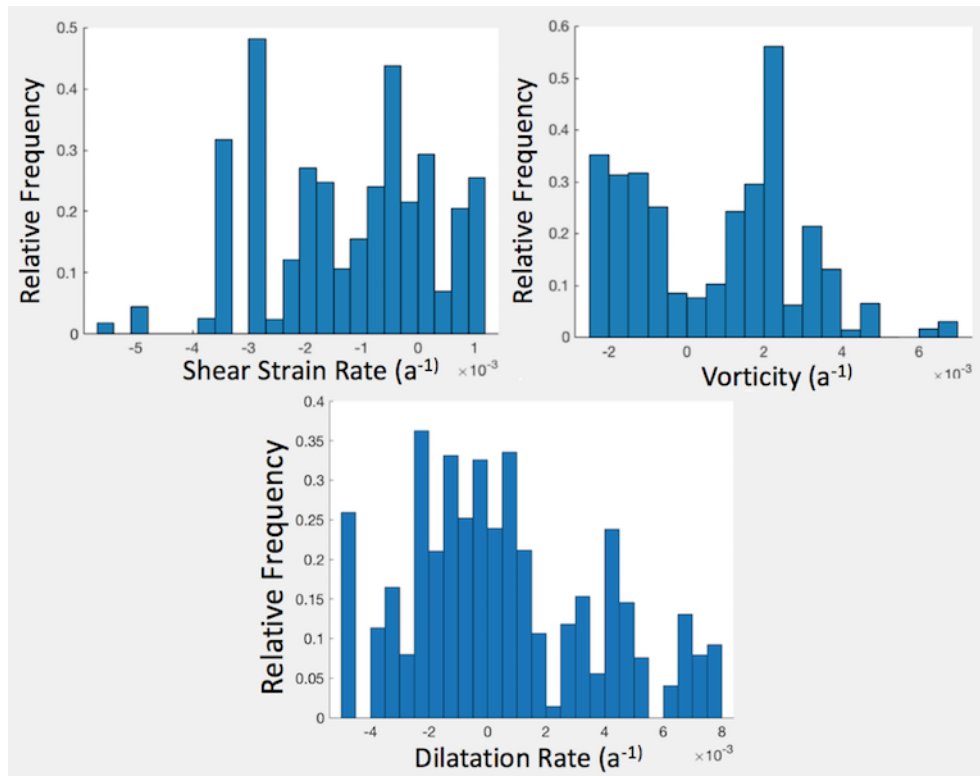 0.5
0.4
0.3
0.2
0.1
0
Relative Frequency
-5 -4 -3 -2 -1 0 1
Shear Strain Rate (a⁻¹) ×10⁻³
0.6
0.5
0.4
0.3
0.2
0.1
0
Relative Frequency
-2 0 2 4 6
Vorticity (a⁻¹) ×10⁻³
0.4
0.35
0.3
0.25
0.2
0.15
0.1
0.05
0
Relative Frequency
-4 -2 0 2 4 6 8
Dilatation Rate (a⁻¹) ×10⁻³